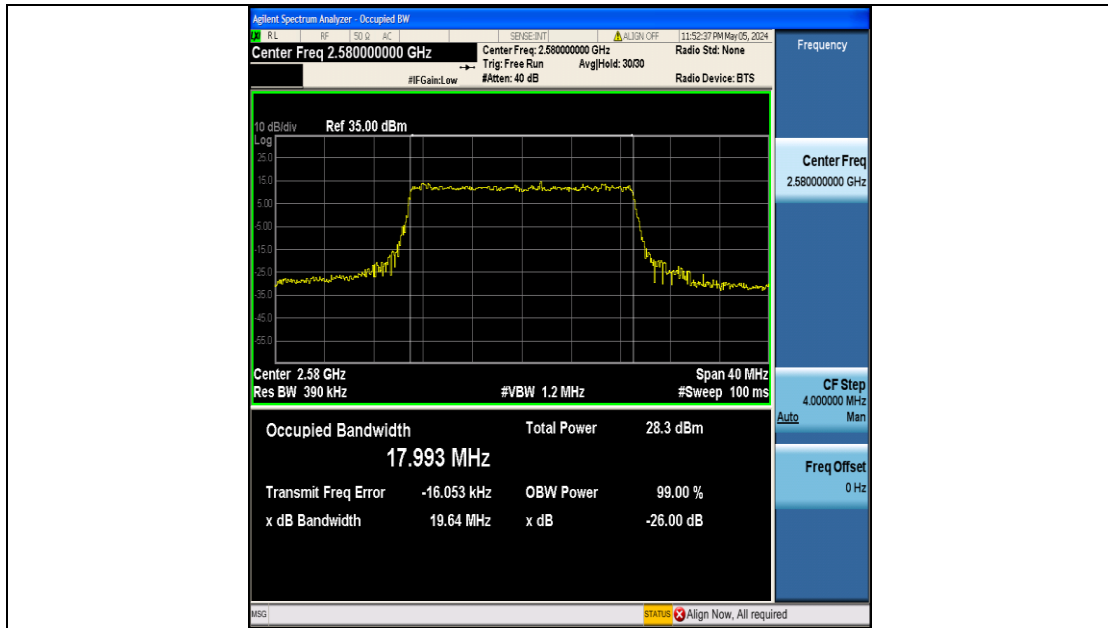 Agilent Spectrum Analyzer - Occupied BW
RL RF 50 Ω AC SENSE:INT ALIGN OFF 11:52:37 PM May 05, 2024
Center Freq 2.580000000 GHz
Center Freq: 2.580000000 GHz
Radio Std: None
Trig: Free Run Avg|Hold: 30/30
#IFGain:Low #Atten: 40 dB Radio Device: BTS
Frequency
10 dB/div Ref 35.00 dBm
Log
25.0
15.0
5.00
-5.00
-15.0
-25.0
-35.0
-45.0
-55.0
Center 2.58 GHz Span 40 MHz
Res BW 390 kHz #VBW 1.2 MHz #Sweep 100 ms
Occupied Bandwidth Total Power 28.3 dBm
17.993 MHz
Transmit Freq Error -16.053 kHz OBW Power 99.00 %
x dB Bandwidth 19.64 MHz x dB -26.00 dB
Center Freq
2.580000000 GHz
CF Step
4.000000 MHz
Auto Man
Freq Offset
0 Hz
MSG STATUS Align Now, All required